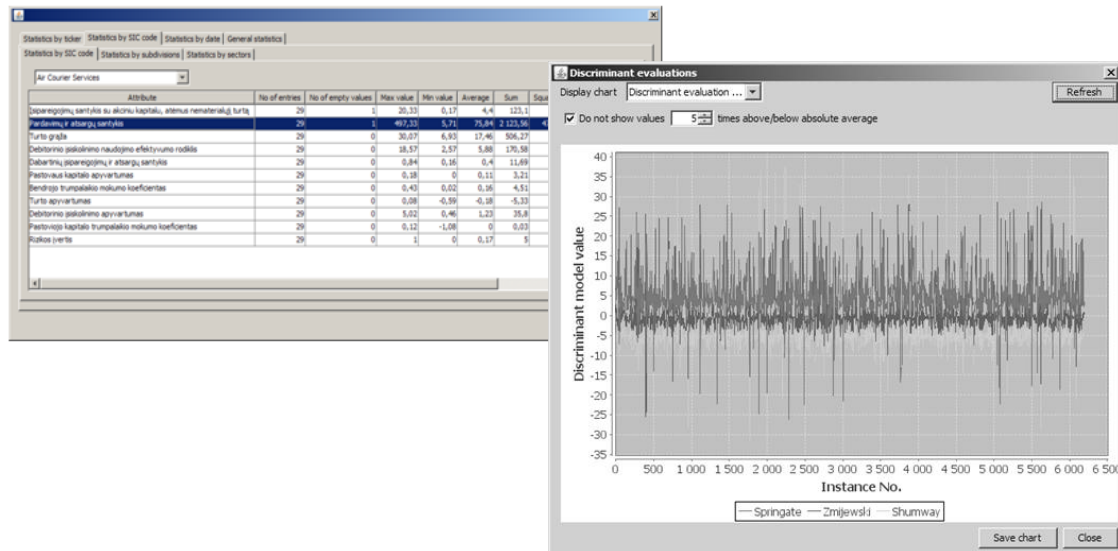 Statistics by ticker Statistics by SIC code Statistics by date General statistics
Statistics by SIC code Statistics by subdivisions Statistics by sectors
Air Courier Services
Attribute No of entries No of empty values Max value Min value Average Sum
Įsipareigojimų santykis su akciniu kapitalu, atėmus nematerialųjį turtą 29 1 20,33 0,17 4,4 123,1
Pardavimų ir atsargų santykis 29 1 497,33 5,71 75,84 2 123,56
Turto grąža 29 0 30,07 6,93 17,46 506,27
Debitorinio įsiskolinimo naudojimo efektyvumo rodiklis 29 0 18,57 2,57 5,88 170,58
Dabartinių įsipareigojimų ir atsargų santykis 29 0 0,84 0,16 0,4 11,69
Pastovaus kapitalo apyvartumas 29 0 0,18 0 0,11 3,21
Bendrojo trumpalaikio mokumo koeficientas 29 0 0,43 0,02 0,16 4,51
Turto apyvartumas 29 0 0,08 -0,59 -0,18 -5,33
Debitorinio įsiskolinimo apyvartumas 29 0 5,02 0,46 1,23 35,8
Pastoviojo kapitalo trumpalaikio mokumo koeficientas 29 0 0,12 -1,08 0 0,03
Rizikos įvertis 29 0 1 0 0,17 5
Discriminant evaluations
Display chart Discriminant evaluation ... Refresh
Do not show values 5 times above/below absolute average
40
35
30
25
20
15
10
5
0
-5
-10
-15
-20
-25
-30
-35
Discriminant model value
0 500 1 000 1 500 2 000 2 500 3 000 3 500 4 000 4 500 5 000 5 500 6 000 6 500
Instance No.
Springate Zmijewski Shumway
Save chart Close